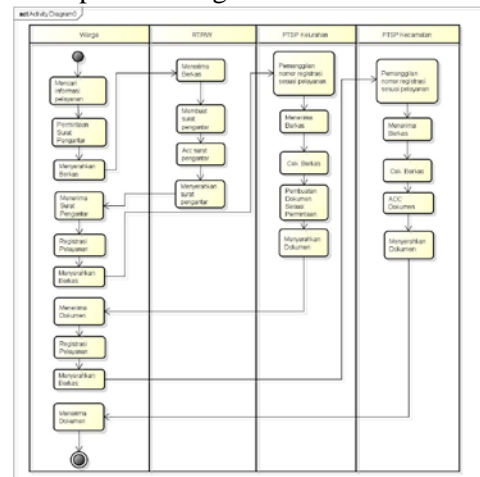 act Activity Diagram0
Warga
RT/RW
PTSP Kelurahan
PTSP Kecamatan
Mencari
informasi
pelayanan
Permintaan
Surat
Pengantar
Menyerahkan
Berkas
Menerima
Surat
Pengantar
Registrasi
Pelayanan
Menyerahkan
Berkas
Menerima
Dokumen
Registrasi
Pelayanan
Menyerahkan
Berkas
Menerima
Dokumen
Menerima
Berkas
Membuat
surat
pengantar
Acc surat
pengantar
Menyerahkan
surat
pengantar
Pemanggilan
nomor registrasi
sesuai pelayanan
Menerima
Berkas
Cek Berkas
Pembuatan
Dokumen
Sesuai
Permintaan
Menyerahkan
Dokumen
Pemanggilan
nomor registrasi
sesuai pelayanan
Menerima
Berkas
Cek Berkas
ACC
Dokumen
Menyerahkan
Dokumen